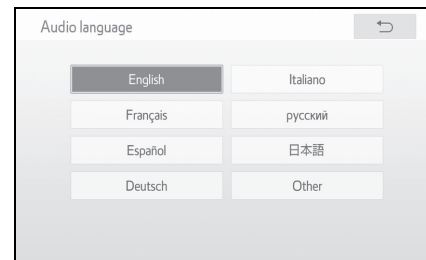 Audio language
English
Italiano
Français
русский
Español
日本語
Deutsch
Other